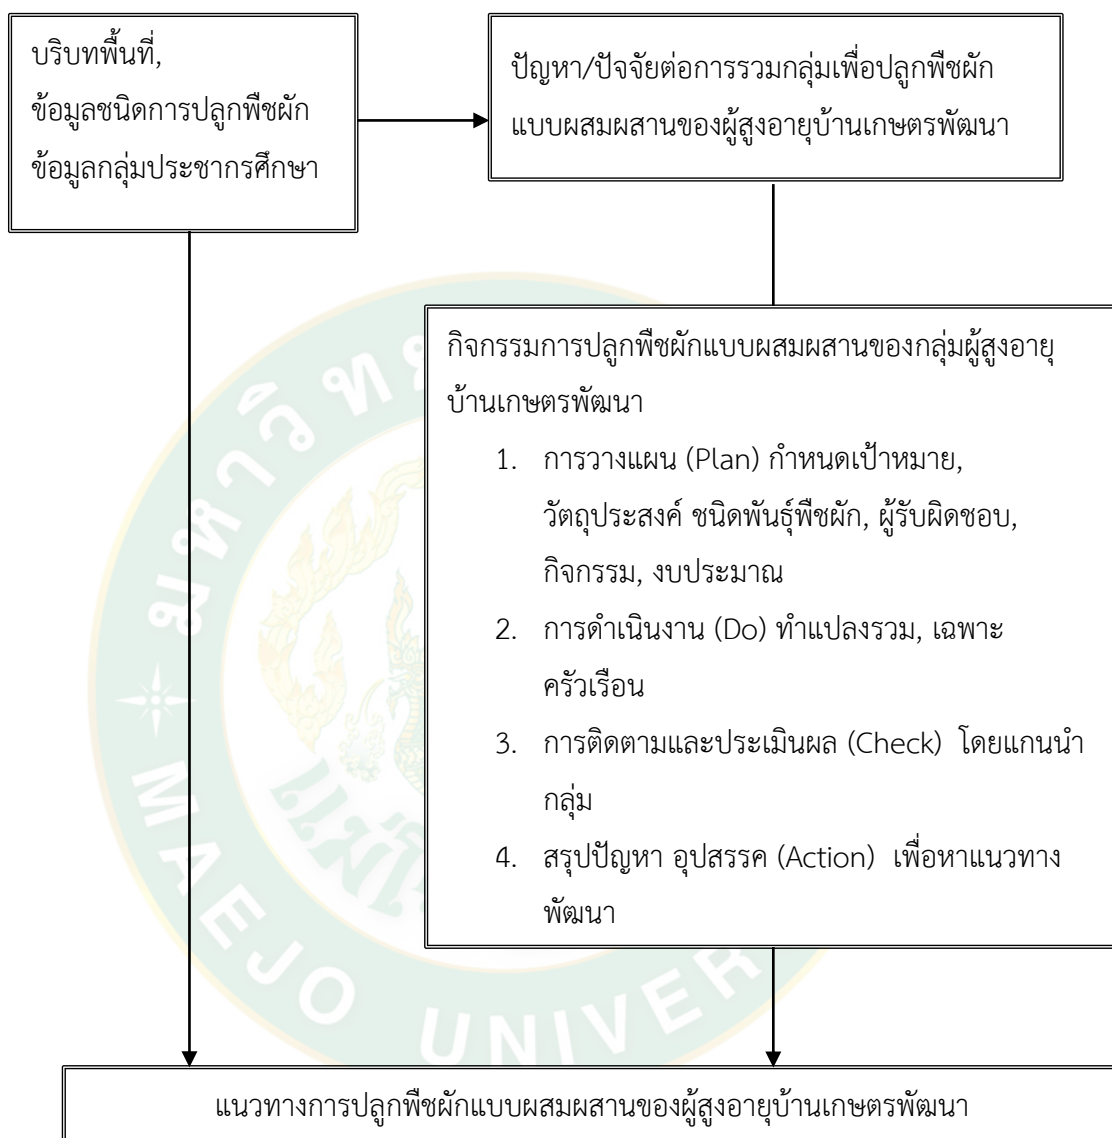 บริบทพื้นที่,
ข้อมูลชนิดการปลูกพืชผัก
ข้อมูลกลุ่มประชากรศึกษา
ปัญหา/ปัจจัยต่อการรวมกลุ่มเพื่อปลูกพืชผัก
แบบผสมผสานของผู้สูงอายุบ้านเกษตรพัฒนา
กิจกรรมการปลูกพืชผักแบบผสมผสานของกลุ่มผู้สูงอายุ
บ้านเกษตรพัฒนา
1. การวางแผน (Plan) กำหนดเป้าหมาย,
วัตถุประสงค์ ชนิดพันธุ์พืชผัก, ผู้รับผิดชอบ,
กิจกรรม, งบประมาณ
2. การดำเนินงาน (Do) ทำแปลงรวม, เฉพาะ
ครัวเรือน
3. การติดตามและประเมินผล (Check) โดยแกนนำ
กลุ่ม
4. สรุปปัญหา อุปสรรค (Action) เพื่อหาแนวทาง
พัฒนา
แนวทางการปลูกพืชผักแบบผสมผสานของผู้สูงอายุบ้านเกษตรพัฒนา
มหาวิทย
MAEJO UNIVER